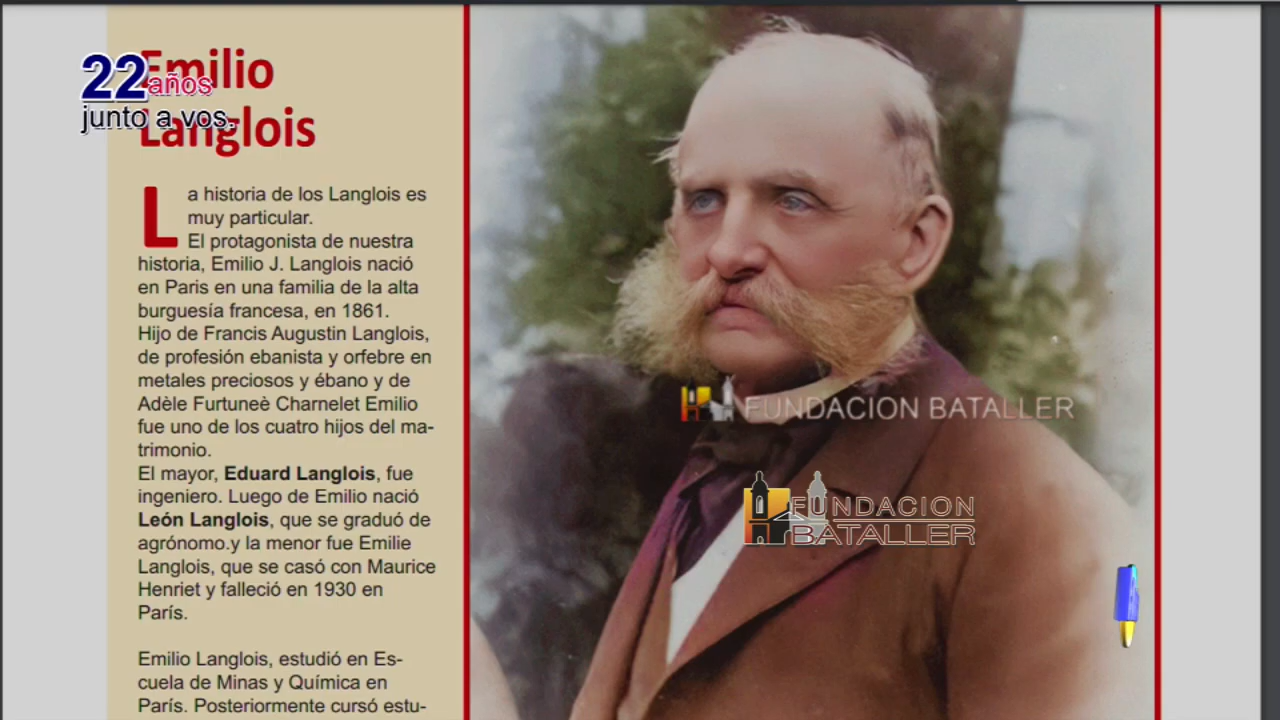 22 años
junto a vos.
Emilio
Langlois
La historia de los Langlois es
muy particular.
El protagonista de nuestra
historia, Emilio J. Langlois nació
en Paris en una familia de la alta
burguesía francesa, en 1861.
Hijo de Francis Augustin Langlois,
de profesión ebanista y orfebre en
metales preciosos y ébano y de
Adèle Furtuneè Charnelet Emilio
fue uno de los cuatro hijos del ma-
trimonio.
El mayor, Eduard Langlois, fue
ingeniero. Luego de Emilio nació
León Langlois, que se graduó de
agrónomo.y la menor fue Emilie
Langlois, que se casó con Maurice
Henriet y falleció en 1930 en
París.
Emilio Langlois, estudió en Es-
cuela de Minas y Química en
París. Posteriormente cursó estu-
FUNDACION BATALLER
FUNDACION
BATALLER